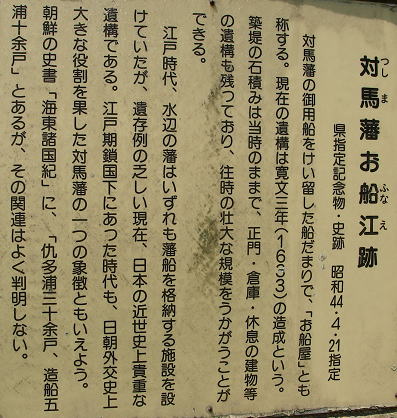 対馬藩お船江跡
つしま
ふなえ
県指定記念物・史跡　昭和44・4・21指定
対馬藩の御用船をけい留した船だまりで、「お船屋」とも
称する。現在の遺構は寛文三年（1663）の造成という。
築堤の石積みは当時のままで、正門・倉庫・休息の建物等
の遺構も残つており、往時の壮大な規模をうかがうことが
できる。
江戸時代、水辺の藩はいずれも藩船を格納する施設を設
けていたが、遺存例の乏しい現在、日本の近世史上貴重な
遺構である。江戸期鎖国下にあつた時代も、日朝外交史上
大きな役割を果した対馬藩の一つの象徴ともいえよう。
朝鮮の史書「海東諸国紀」に、「仇多浦三十余戸、造船五
浦十余戸」とあるが、その関連はよく判明しない。